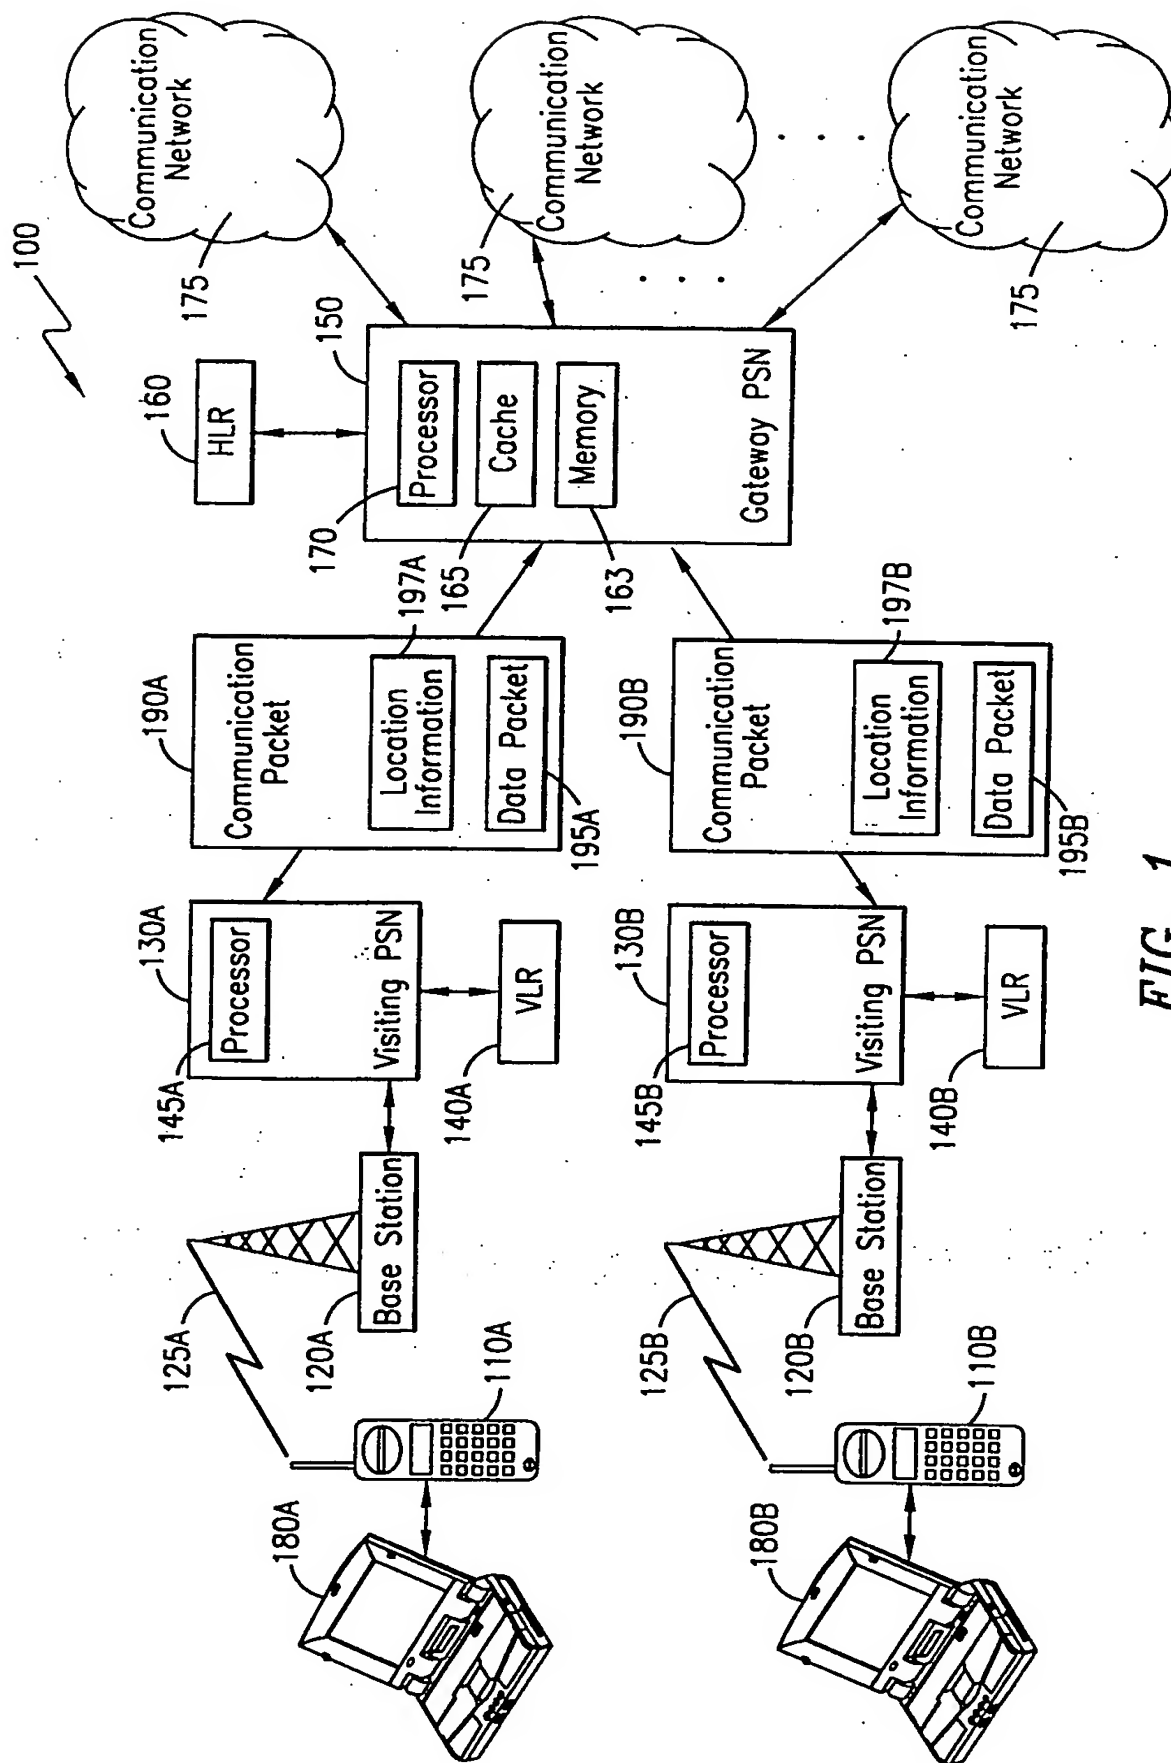 100
Communication
Network
175
Communication
Network
175
Communication
Network
175
160
HLR
150
Processor
170
Cache
165
Memory
163
Gateway PSN
190A
Communication
Packet
Location
Information
197A
Data Packet
195A
190B
Communication
Packet
Location
Information
197B
Data Packet
195B
130A
Processor
145A
Visiting PSN
VLR
140A
130B
Processor
145B
Visiting PSN
VLR
140B
125A
Base Station
120A
110A
180A
125B
Base Station
120B
110B
180B
FIG. 1